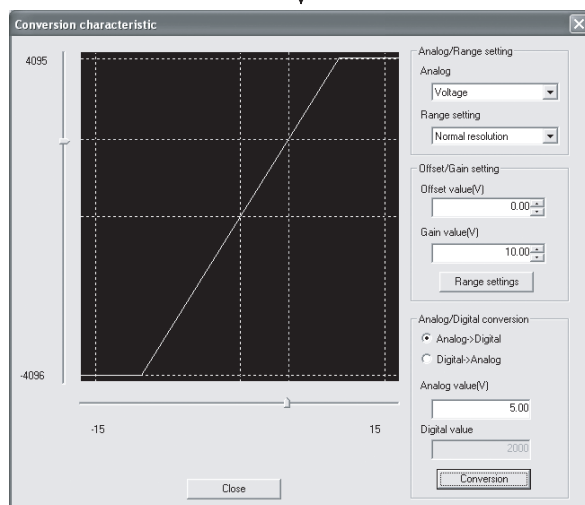 Conversion characteristic
4095
-4096
-15
15
Close
Analog/Range setting
Analog
Voltage
Range setting
Normal resolution
Offset/Gain setting
Offset value(V)
0.00
Gain value(V)
10.00
Range settings
Analog/Digital conversion
Analog->Digital
Digital->Analog
Analog value(V)
5.00
Digital value
2000
Conversion